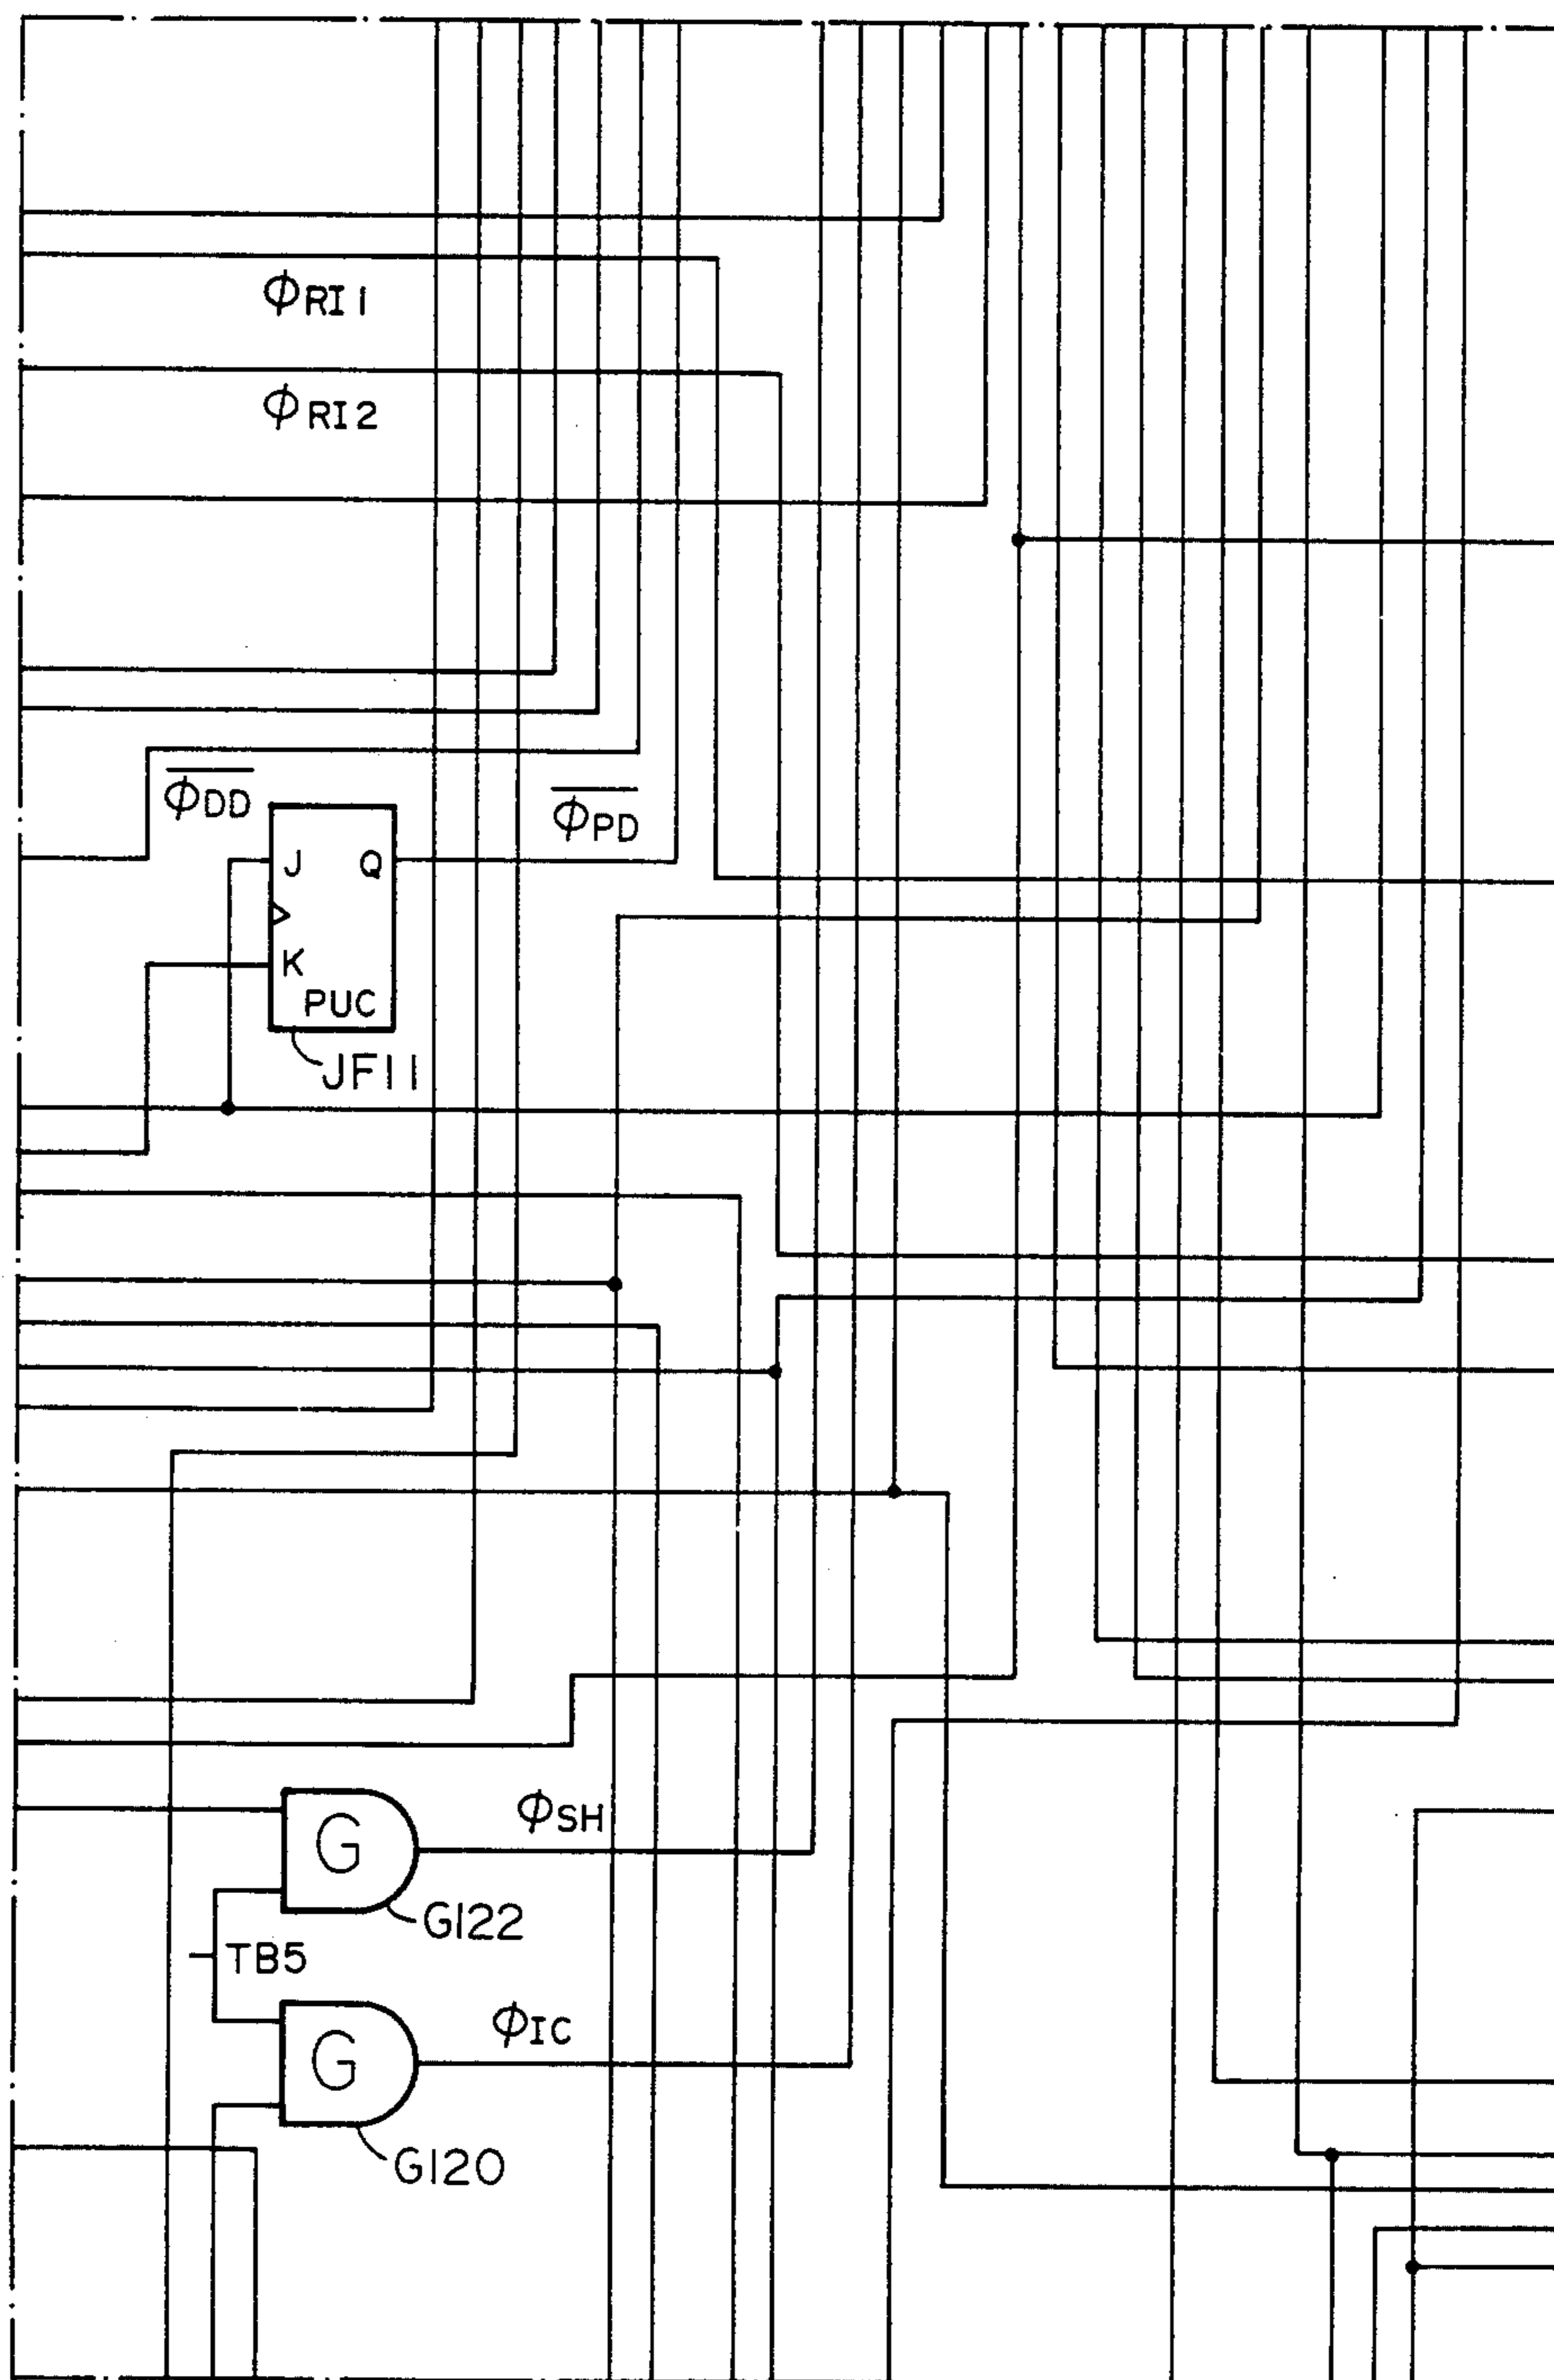 ϕRI1
ϕRI2
ϕDD
ϕPD
J Q
K
PUC
JF11
ϕSH
G
G122
TB5
ϕIC
G
G120